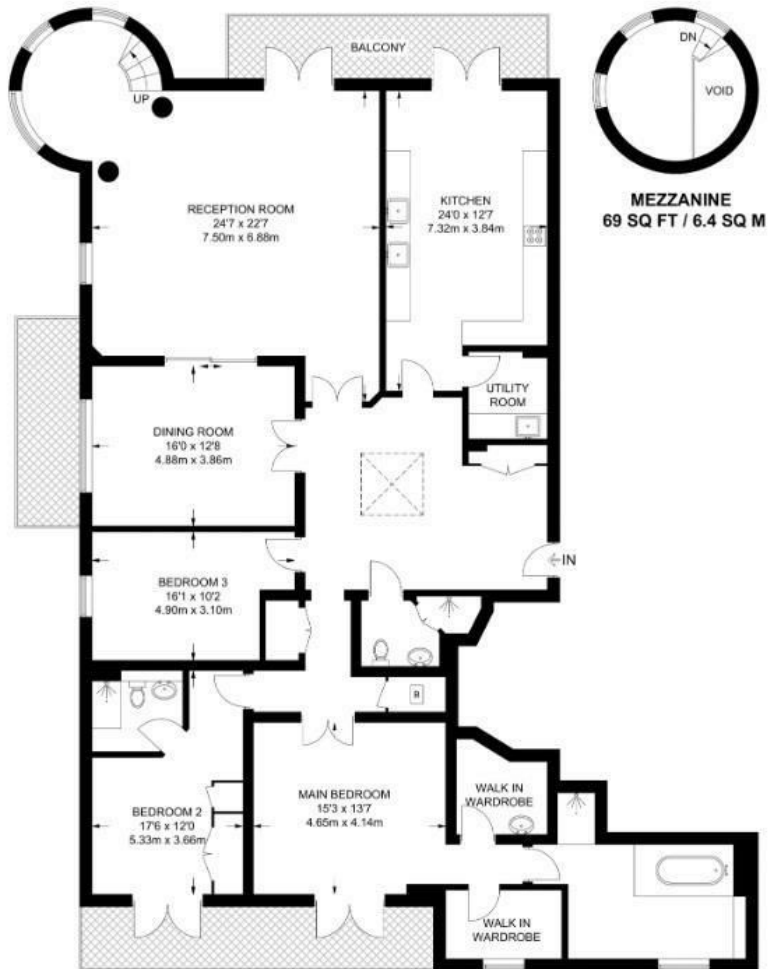 BALCONY
UP
DN
VOID
MEZZANINE
69 SQ FT / 6.4 SQ M
RECEPTION ROOM
24'7 x 22'7
7.50m x 6.88m
KITCHEN
24'0 x 12'7
7.32m x 3.84m
UTILITY
ROOM
DINING ROOM
16'0 x 12'8
4.88m x 3.86m
IN
BEDROOM 3
16'1 x 10'2
4.90m x 3.10m
B
BEDROOM 2
17'6 x 12'0
5.33m x 3.66m
MAIN BEDROOM
15'3 x 13'7
4.65m x 4.14m
WALK IN
WARDROBE
WALK IN
WARDROBE